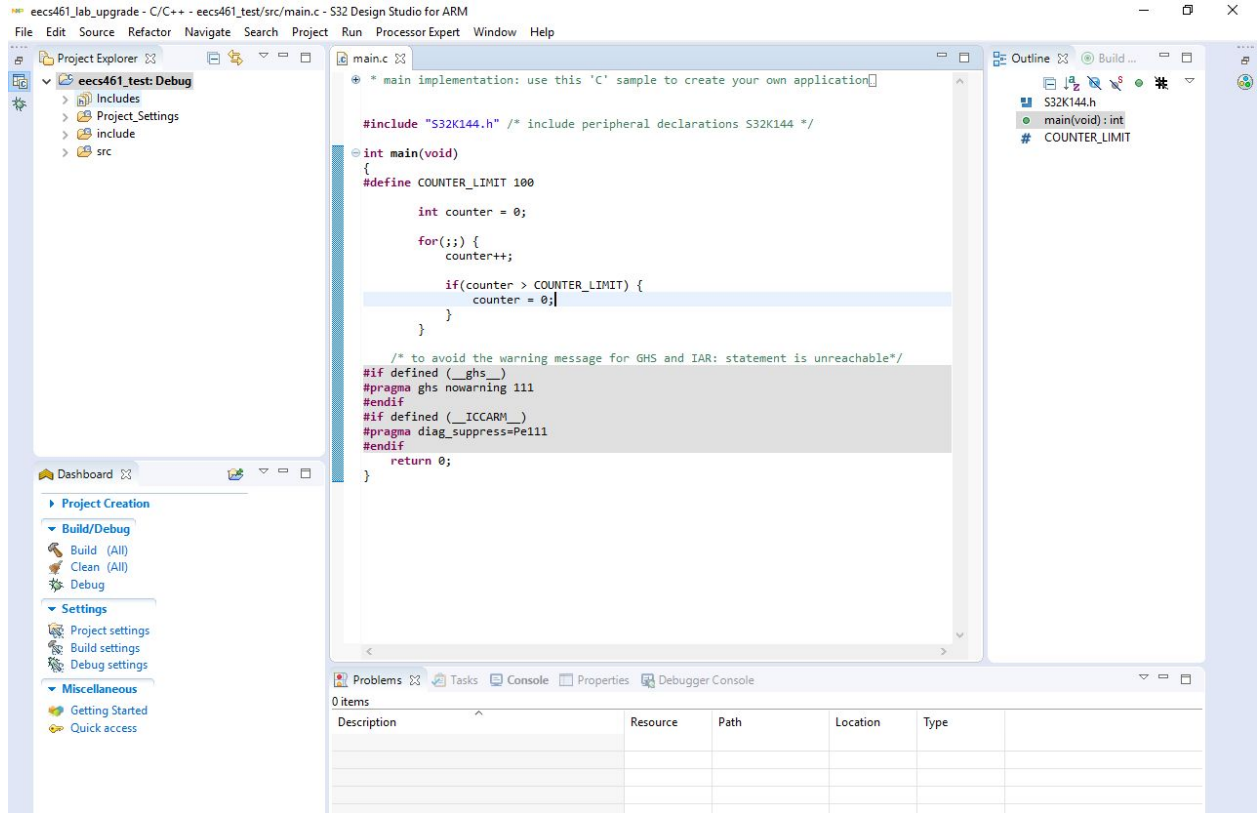 eecs461_lab_upgrade - C/C++ - eecs461_test/src/main.c - S32 Design Studio for ARM
File Edit Source Refactor Navigate Search Project Run Processor Expert Window Help
Project Explorer
eecs461_test: Debug
Includes
Project_Settings
include
src
main.c
* main implementation: use this 'C' sample to create your own application
#include "S32K144.h" /* include peripheral declarations S32K144 */
int main(void)
{
#define COUNTER_LIMIT 100
int counter = 0;
for(;;) {
counter++;
if(counter > COUNTER_LIMIT) {
counter = 0;
}
}
/* to avoid the warning message for GHS and IAR: statement is unreachable*/
#if defined (__ghs__)
#pragma ghs nowarning 111
#endif
#if defined (__ICCARM__)
#pragma diag_suppress=Pe111
#endif
return 0;
}
Outline Build ...
S32K144.h
main(void) : int
# COUNTER_LIMIT
Dashboard
Project Creation
Build/Debug
Build (All)
Clean (All)
Debug
Settings
Project settings
Build settings
Debug settings
Miscellaneous
Getting Started
Quick access
Problems Tasks Console Properties Debugger Console
0 items
Description Resource Path Location Type